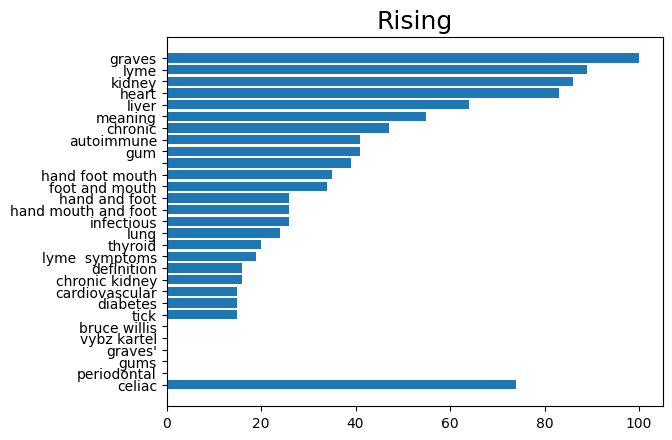 Rising
graves
lyme
kidney
heart
liver
meaning
chronic
autoimmune
gum
hand foot mouth
foot and mouth
hand and foot
hand mouth and foot
infectious
lung
thyroid
lyme  symptoms
definition
chronic kidney
cardiovascular
diabetes
tick
bruce willis
vybz kartel
graves'
gums
periodontal
celiac
0 20 40 60 80 100